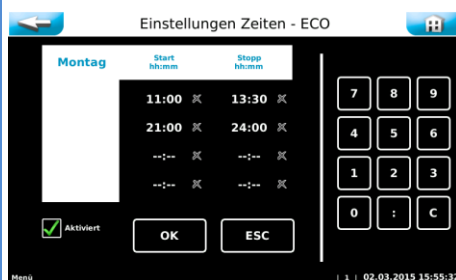 Einstellungen Zeiten - ECO
Montag
Start
hh:mm
Stopp
hh:mm
11:00 13:30
21:00 24:00
--:-- --:--
--:-- --:--
7 8 9
4 5 6
1 2 3
0 : C
Aktiviert
OK
ESC
Menü
| 1 | 02.03.2015 15:55:32